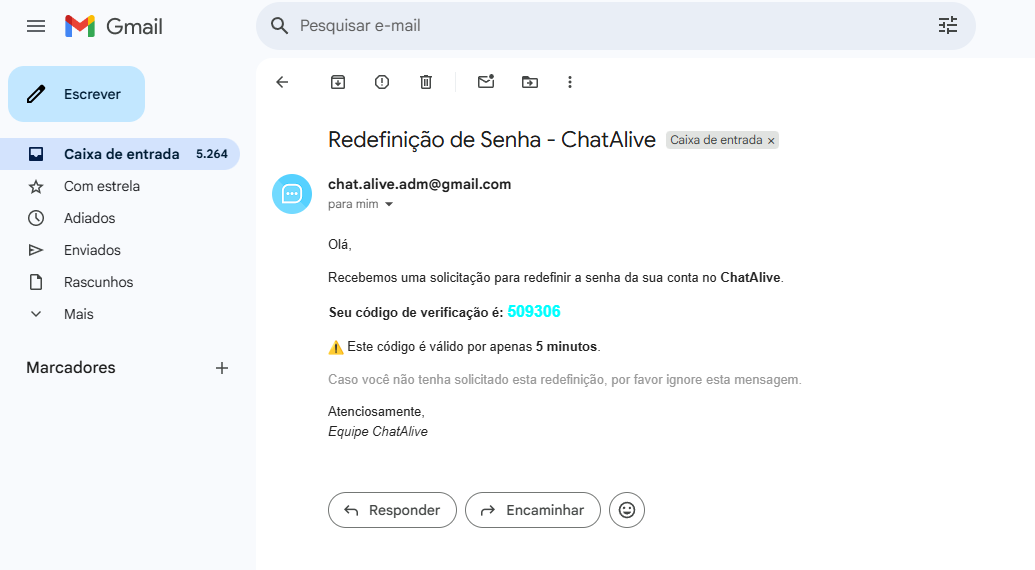 Gmail
Pesquisar e-mail
Escrever
Caixa de entrada 5.264
Com estrela
Adiados
Enviados
Rascunhos
Mais
Marcadores
Redefinição de Senha - ChatAlive Caixa de entrada ×
chat.alive.adm@gmail.com
para mim
Olá,
Recebemos uma solicitação para redefinir a senha da sua conta no ChatAlive.
Seu código de verificação é: 509306
⚠️ Este código é válido por apenas 5 minutos.
Caso você não tenha solicitado esta redefinição, por favor ignore esta mensagem.
Atenciosamente,
Equipe ChatAlive
Responder
Encaminhar